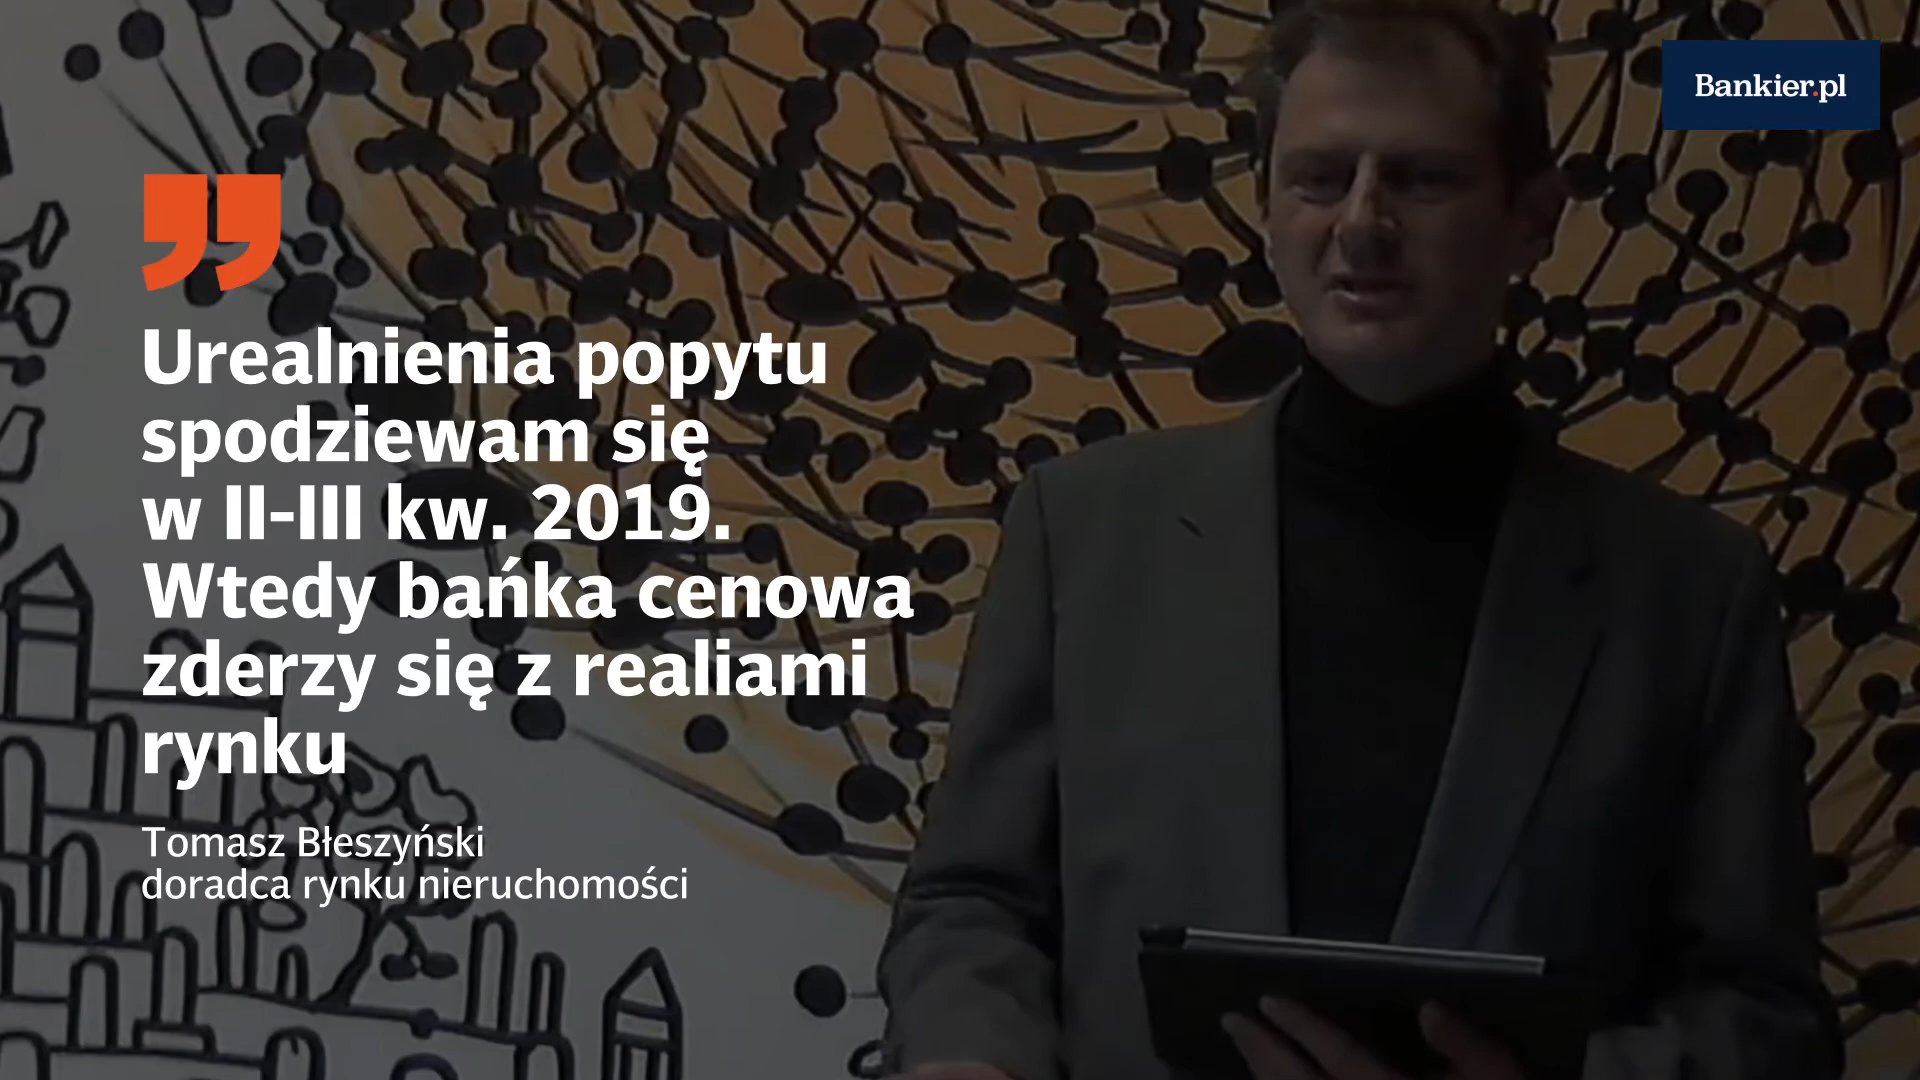 Bankier.pl
Urealnienia popytu
spodziewam się
w II-III kw. 2019.
Wtedy bańka cenowa
zderzy się z realiami
rynku
Tomasz Błeszyński
doradca rynku nieruchomości